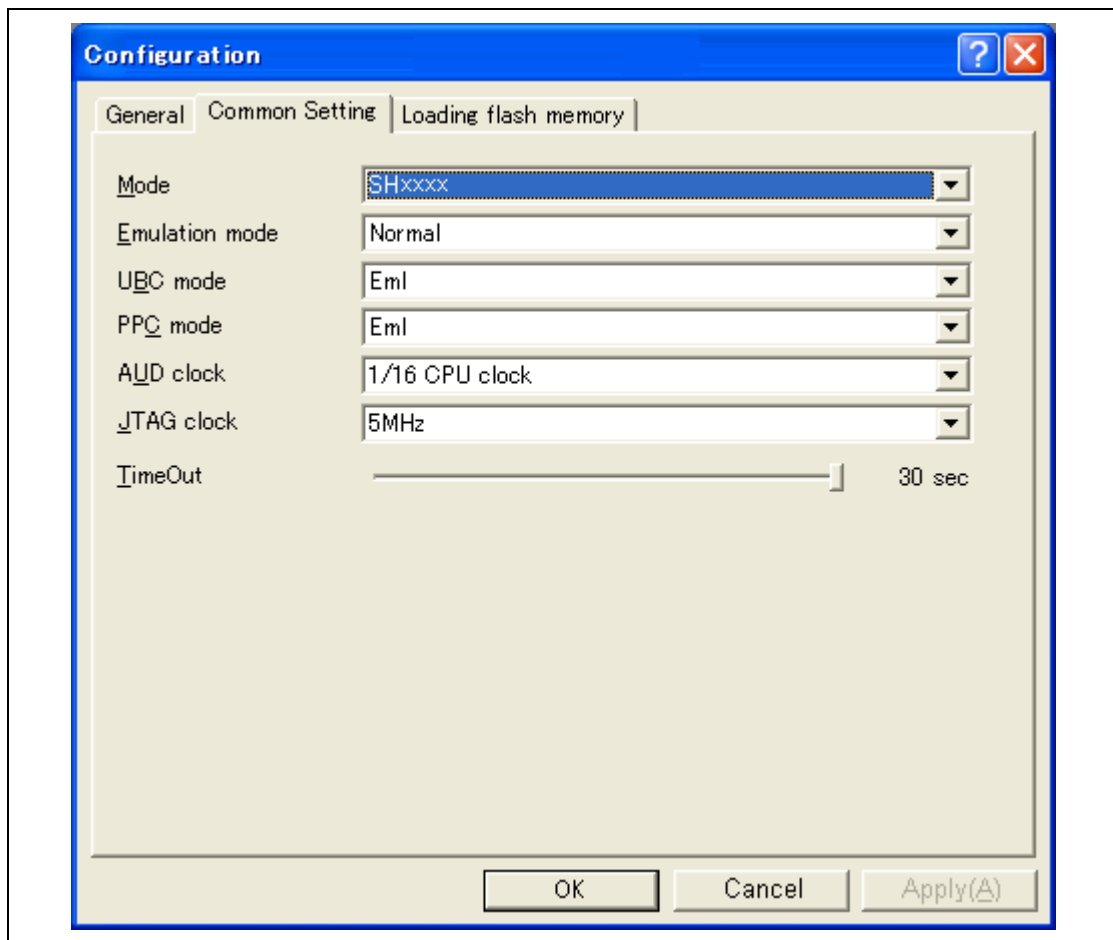 Configuration
General Common Setting Loading flash memory
Mode SHxxxx
Emulation mode Normal
UBC mode Eml
PPC mode Eml
AUD clock 1/16 CPU clock
JTAG clock 5MHz
TimeOut 30 sec
OK Cancel Apply(A)